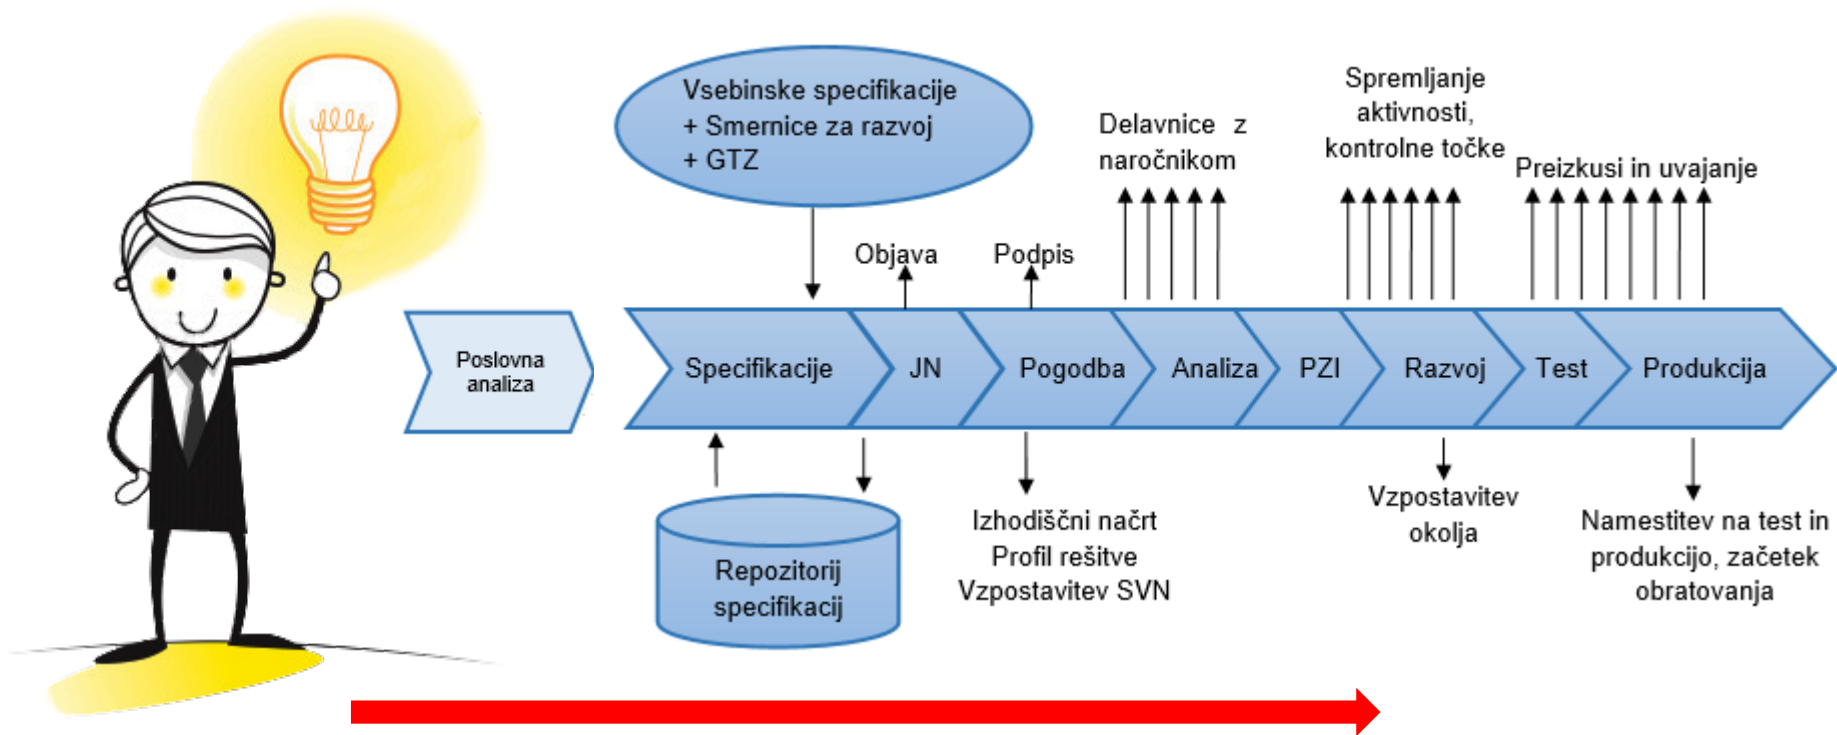 Vsebinske specifikacije
+ Smernice za razvoj
+ GTZ
Delavnice z
naročnikom
Spremljanje
aktivnosti,
kontrolne točke
Preizkusi in uvajanje
Objava
Podpis
Poslovna
analiza
Specifikacije
JN
Pogodba
Analiza
PZI
Razvoj
Test
Produkcija
Repozitorij
specifikacij
Izhodiščni načrt
Profil rešitve
Vzpostavitev SVN
Vzpostavitev
okolja
Namestitev na test in
produkcijo, začetek
obratovanja